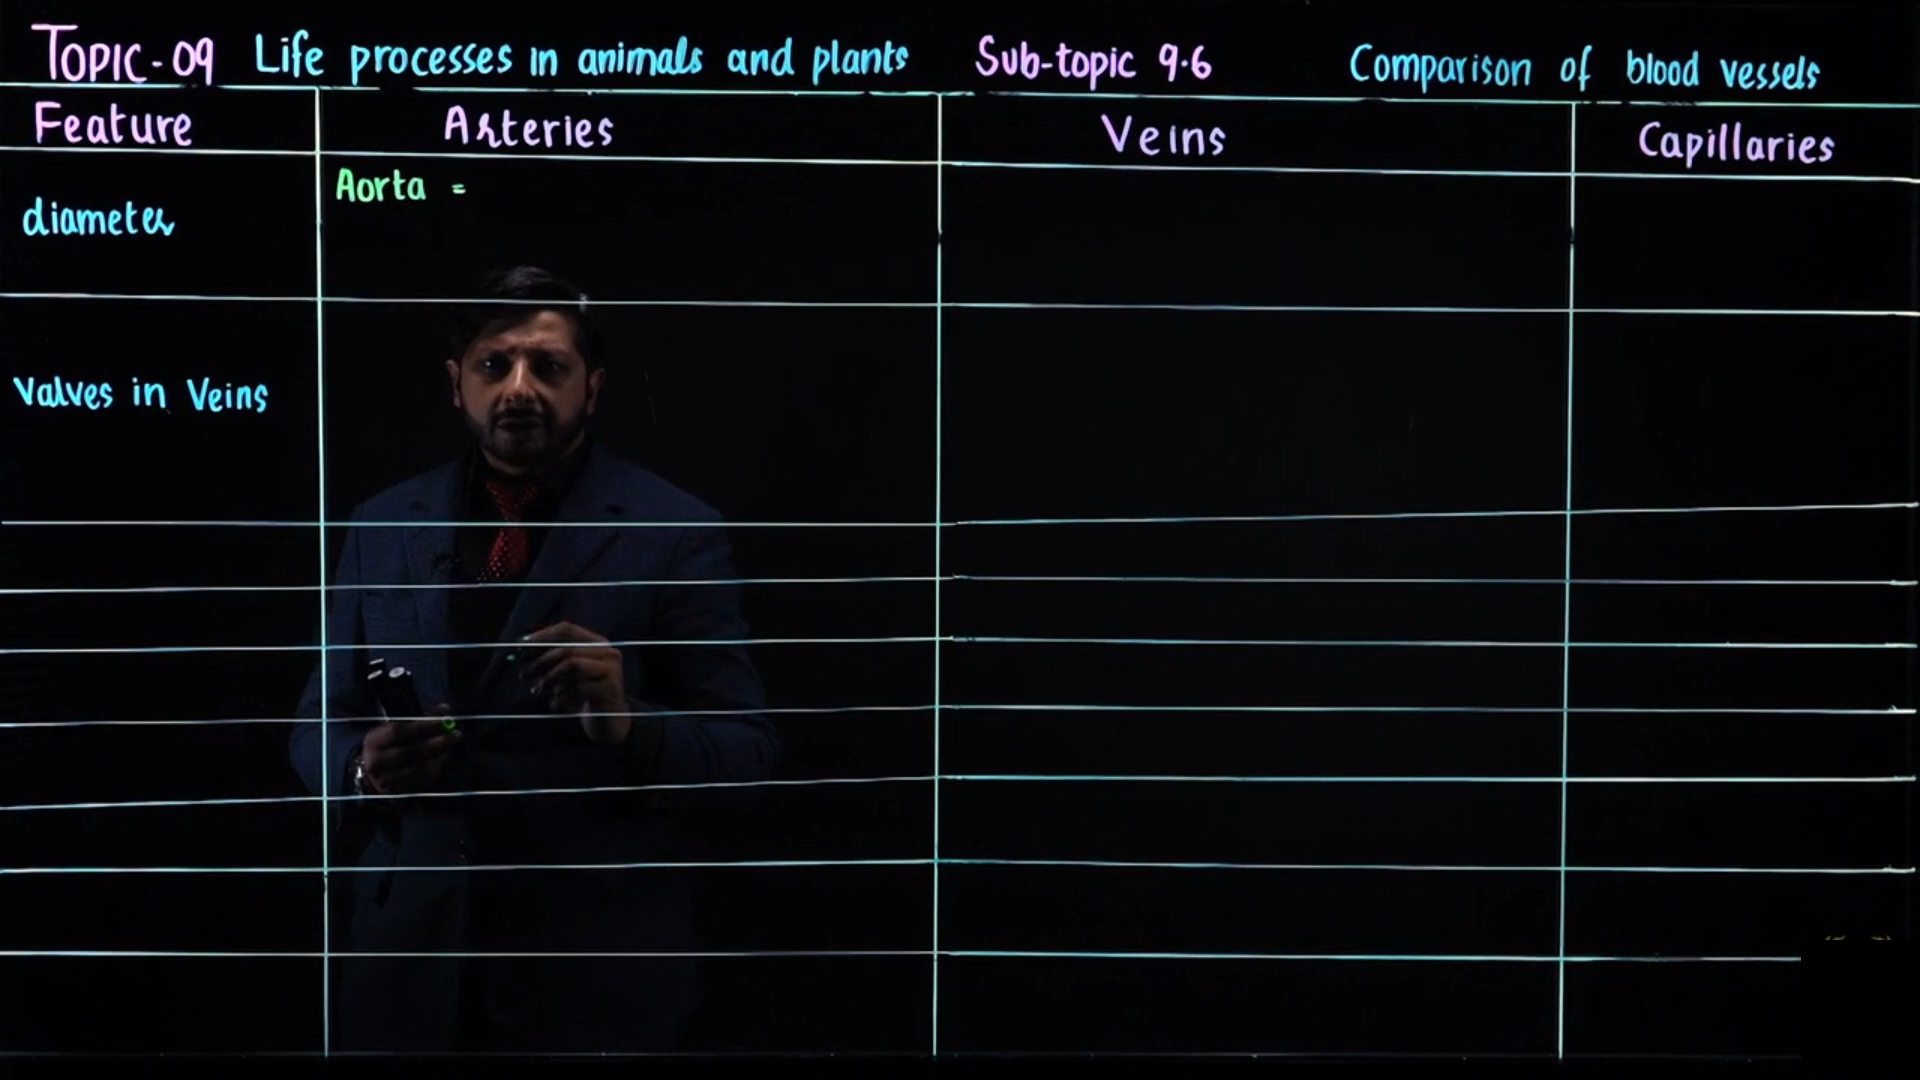 TOPIC-09 Life processes in animals and plants Sub-topic 9.6 Comparison of blood vessels
Feature Arteries Veins Capillaries
diameter Aorta =
Valves in Veins